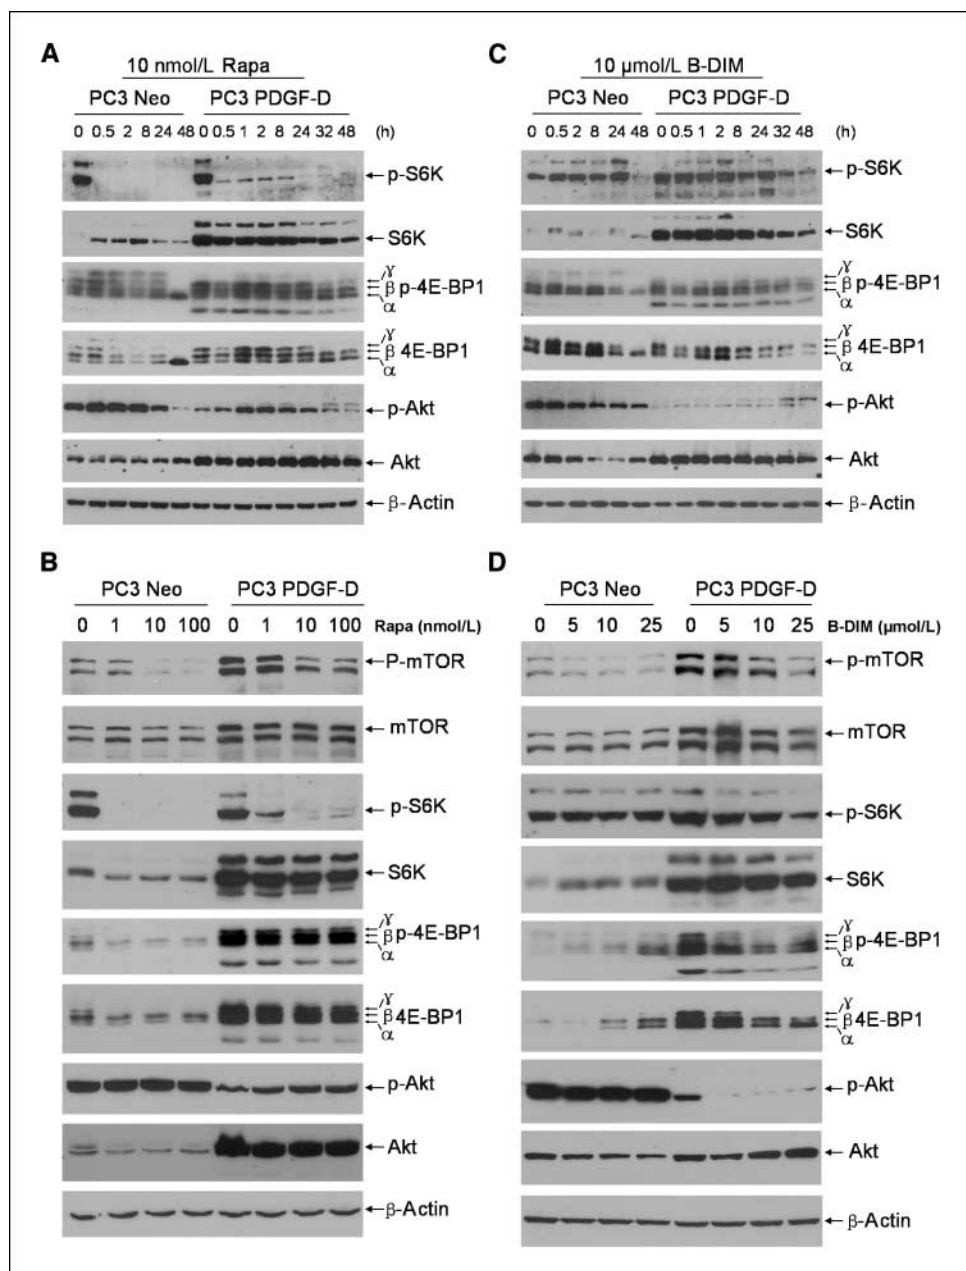 A
10 nmol/L Rapa
PC3 Neo PC3 PDGF-D
0 0.5 2 8 24 48 0 0.5 1 2 8 24 32 48 (h)
p-S6K
S6K
γ
β p-4E-BP1
α
γ
β 4E-BP1
α
p-Akt
Akt
β-Actin
B
PC3 Neo PC3 PDGF-D
0 1 10 100 0 1 10 100 Rapa (nmol/L)
P-mTOR
mTOR
p-S6K
S6K
γ
β p-4E-BP1
α
γ
β 4E-BP1
α
p-Akt
Akt
β-Actin
C
10 µmol/L B-DIM
PC3 Neo PC3 PDGF-D
0 0.5 2 8 24 48 0 0.5 1 2 8 24 32 48 (h)
p-S6K
S6K
γ
β p-4E-BP1
α
γ
β 4E-BP1
α
p-Akt
Akt
β-Actin
D
PC3 Neo PC3 PDGF-D
0 5 10 25 0 5 10 25 B-DIM (µmol/L)
p-mTOR
mTOR
p-S6K
S6K
γ
β p-4E-BP1
α
γ
β 4E-BP1
α
p-Akt
Akt
β-Actin